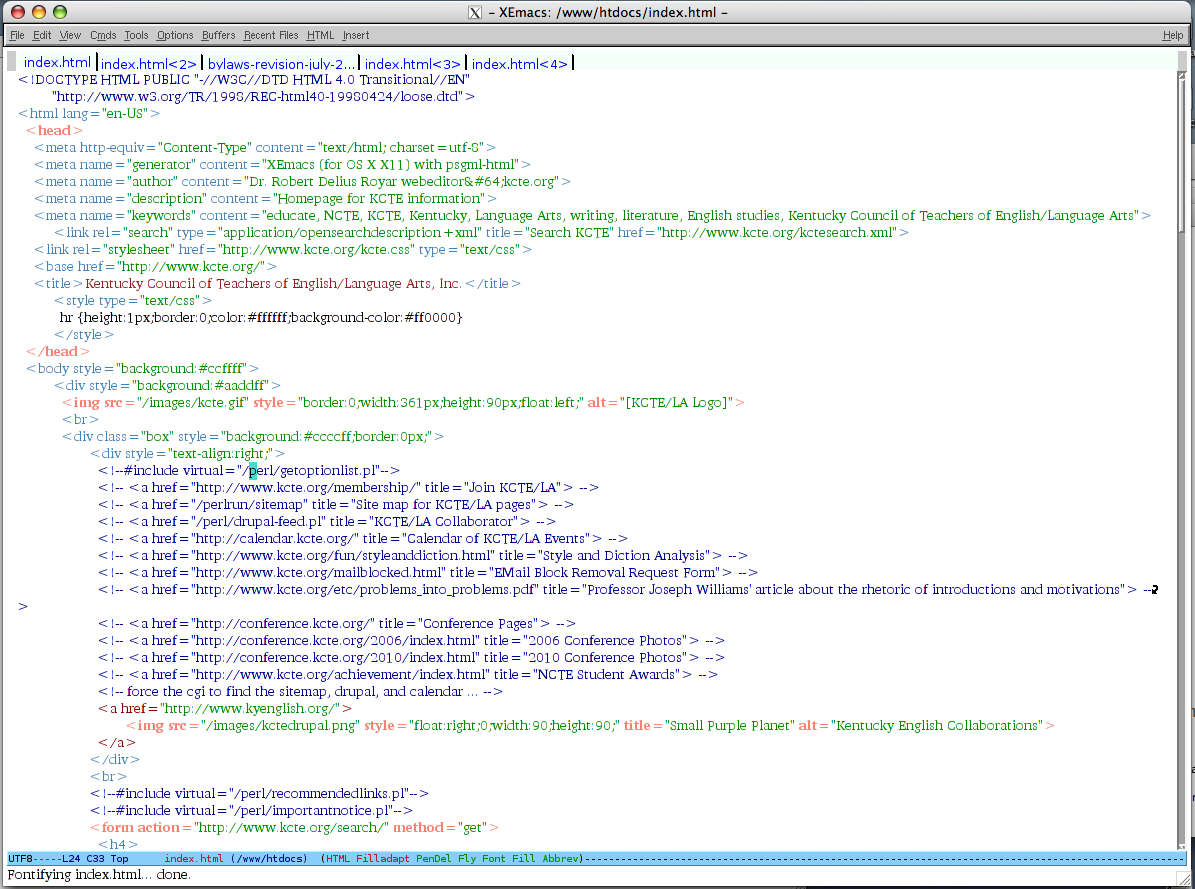 X – XEmacs: /www/htdocs/index.html –
File Edit View Cmds Tools Options Buffers Recent Files HTML Insert Help
index.html index.html<2> bylaws-revision-july-2... index.html<3> index.html<4>
<!DOCTYPE HTML PUBLIC "-//W3C//DTD HTML 4.0 Transitional//EN"
"http://www.w3.org/TR/1998/REC-html40-19980424/loose.dtd">
<html lang="en-US">
<head>
<meta http-equiv="Content-Type" content="text/html; charset=utf-8">
<meta name="generator" content="XEmacs (for OS X X11) with psgml-html">
<meta name="author" content="Dr. Robert Delius Royar webeditor&#64;kcte.org">
<meta name="description" content="Homepage for KCTE information">
<meta name="keywords" content="educate, NCTE, KCTE, Kentucky, Language Arts, writing, literature, English studies, Kentucky Council of Teachers of English/Language Arts">
<link rel="search" type="application/opensearchdescription+xml" title="Search KCTE" href="http://www.kcte.org/kctesearch.xml">
<link rel="stylesheet" href="http://www.kcte.org/kcte.css" type="text/css">
<base href="http://www.kcte.org/">
<title>Kentucky Council of Teachers of English/Language Arts, Inc.</title>
<style type="text/css">
hr {height:1px;border:0;color:#ffffff;background-color:#ff0000}
</style>
</head>
<body style="background:#ccffff">
<div style="background:#aaddff">
<img src="/images/kcte.gif" style="border:0;width:361px;height:90px;float:left;" alt="[KCTE/LA Logo]">
<br>
<div class="box" style="background:#ccccff;border:0px;">
<div style="text-align:right;">
<!--#include virtual="/perl/getoptionlist.pl"-->
<!-- <a href="http://www.kcte.org/membership/" title="Join KCTE/LA"> -->
<!-- <a href="/perlrun/sitemap" title="Site map for KCTE/LA pages"> -->
<!-- <a href="/perl/drupal-feed.pl" title="KCTE/LA Collaborator"> -->
<!-- <a href="http://calendar.kcte.org/" title="Calendar of KCTE/LA Events"> -->
<!-- <a href="http://www.kcte.org/fun/styleanddiction.html" title="Style and Diction Analysis"> -->
<!-- <a href="http://www.kcte.org/mailblocked.html" title="EMail Block Removal Request Form"> -->
<!-- <a href="http://www.kcte.org/etc/problems_into_problems.pdf" title="Professor Joseph Williams' article about the rhetoric of introductions and motivations"> --
>
<!-- <a href="http://conference.kcte.org/" title="Conference Pages"> -->
<!-- <a href="http://conference.kcte.org/2006/index.html" title="2006 Conference Photos"> -->
<!-- <a href="http://conference.kcte.org/2010/index.html" title="2010 Conference Photos"> -->
<!-- <a href="http://www.kcte.org/achievement/index.html" title="NCTE Student Awards"> -->
<!-- force the cgi to find the sitemap, drupal, and calendar ... -->
<a href="http://www.kyenglish.org/">
<img src="/images/kctedrupal.png" style="float:right;0;width:90;height:90;" title="Small Purple Planet" alt="Kentucky English Collaborations">
</a>
</div>
<br>
<!--#include virtual="/perl/recommendedlinks.pl"-->
<!--#include virtual="/perl/importantnotice.pl"-->
<form action="http://www.kcte.org/search/" method="get">
<h4>
UTF8-----L24 C33 Top index.html (/www/htdocs) (HTML Filladapt PenDel Fly Font Fill Abbrev)----------
Fontifying index.html... done.